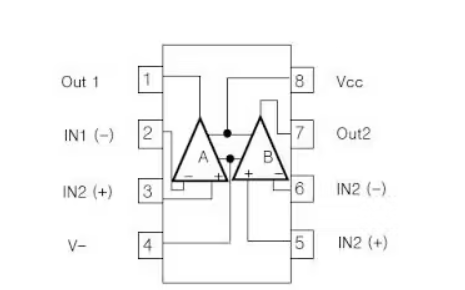 Out 1 1 8 Vcc
IN1 (−) 2 7 Out2
A B
− + + −
IN2 (+) 3 6 IN2 (−)
V− 4 5 IN2 (+)